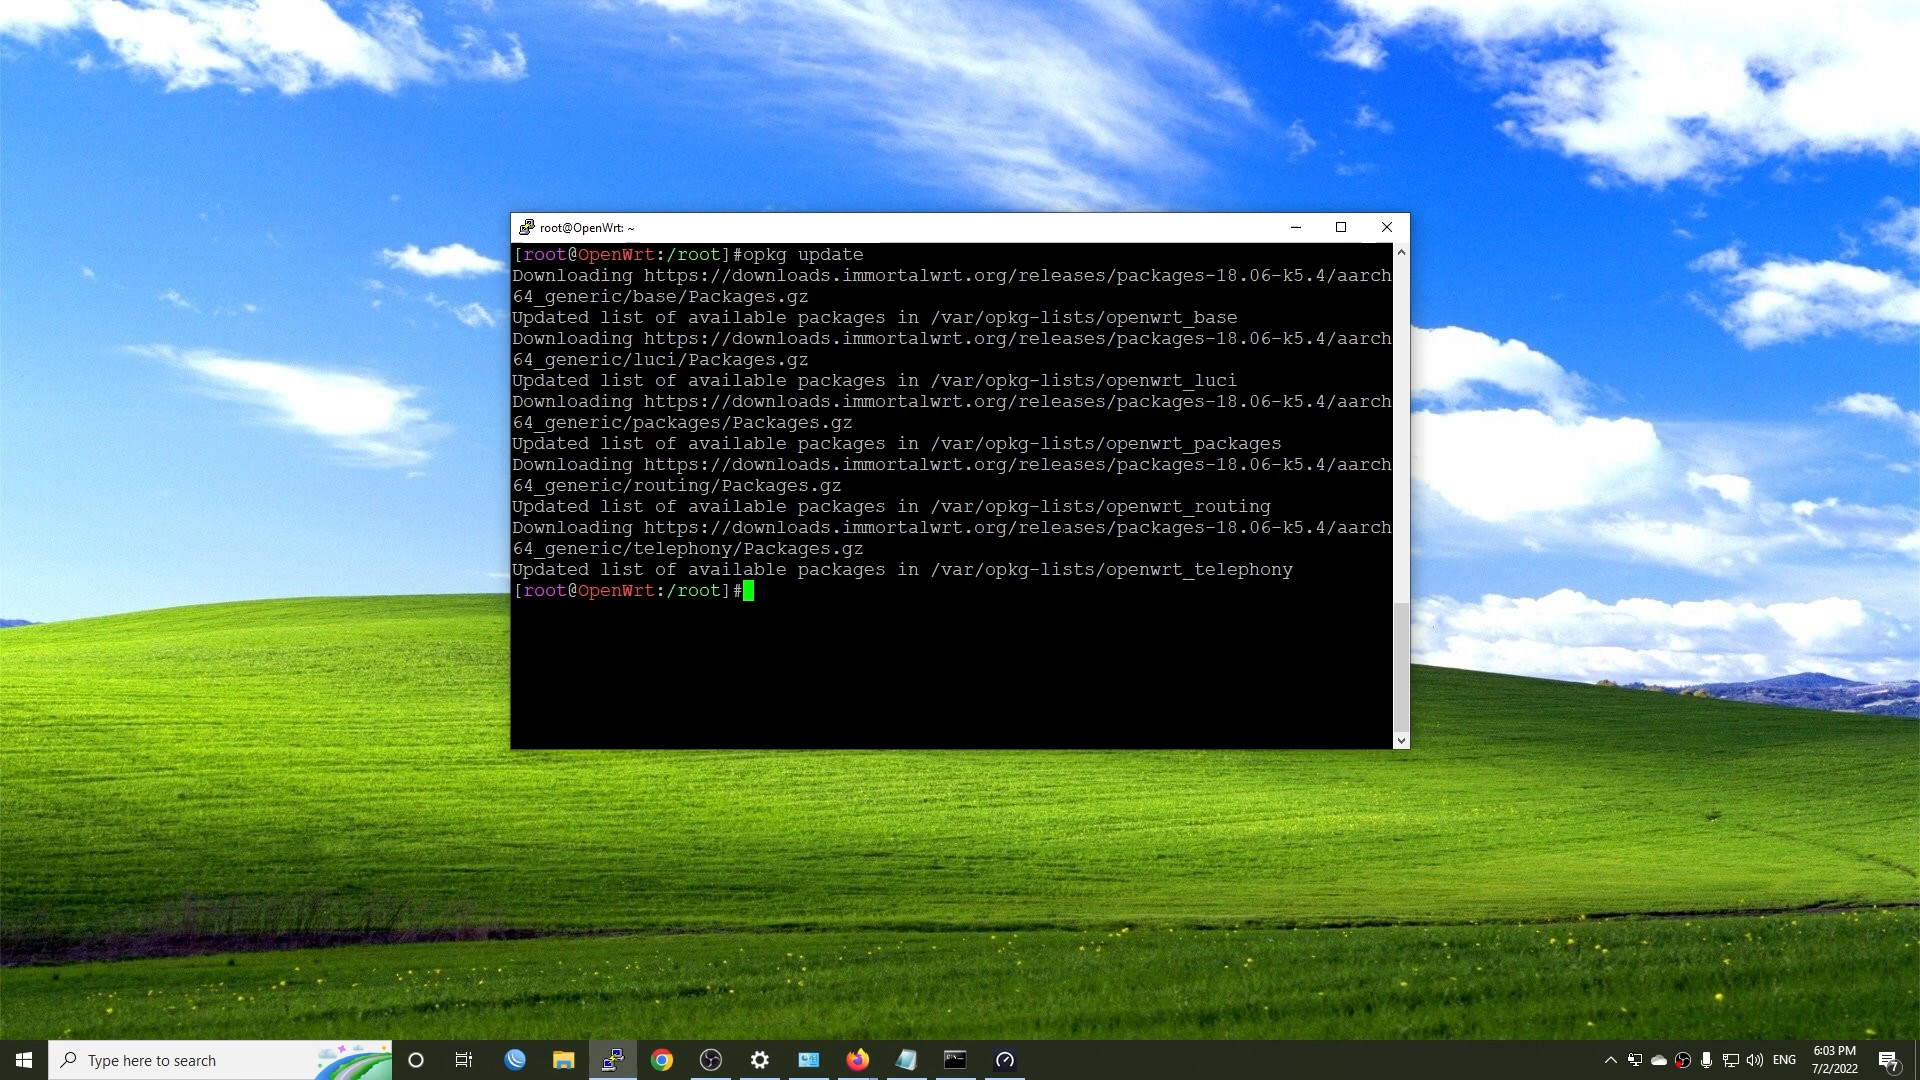 root@OpenWrt: ~
[root@OpenWrt:/root]#opkg update
Downloading https://downloads.immortalwrt.org/releases/packages-18.06-k5.4/aarch
64_generic/base/Packages.gz
Updated list of available packages in /var/opkg-lists/openwrt_base
Downloading https://downloads.immortalwrt.org/releases/packages-18.06-k5.4/aarch
64_generic/luci/Packages.gz
Updated list of available packages in /var/opkg-lists/openwrt_luci
Downloading https://downloads.immortalwrt.org/releases/packages-18.06-k5.4/aarch
64_generic/packages/Packages.gz
Updated list of available packages in /var/opkg-lists/openwrt_packages
Downloading https://downloads.immortalwrt.org/releases/packages-18.06-k5.4/aarch
64_generic/routing/Packages.gz
Updated list of available packages in /var/opkg-lists/openwrt_routing
Downloading https://downloads.immortalwrt.org/releases/packages-18.06-k5.4/aarch
64_generic/telephony/Packages.gz
Updated list of available packages in /var/opkg-lists/openwrt_telephony
[root@OpenWrt:/root]#
Type here to search
ENG
6:03 PM
7/2/2022
7